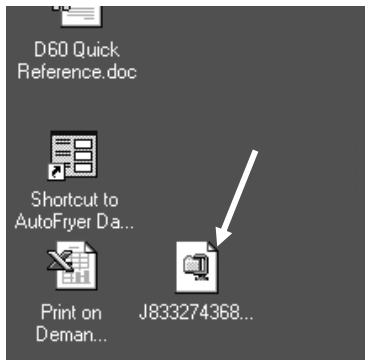 D60 Quick
Reference.doc
Shortcut to
AutoFryer Da...
Print on
Deman...
J833274368...